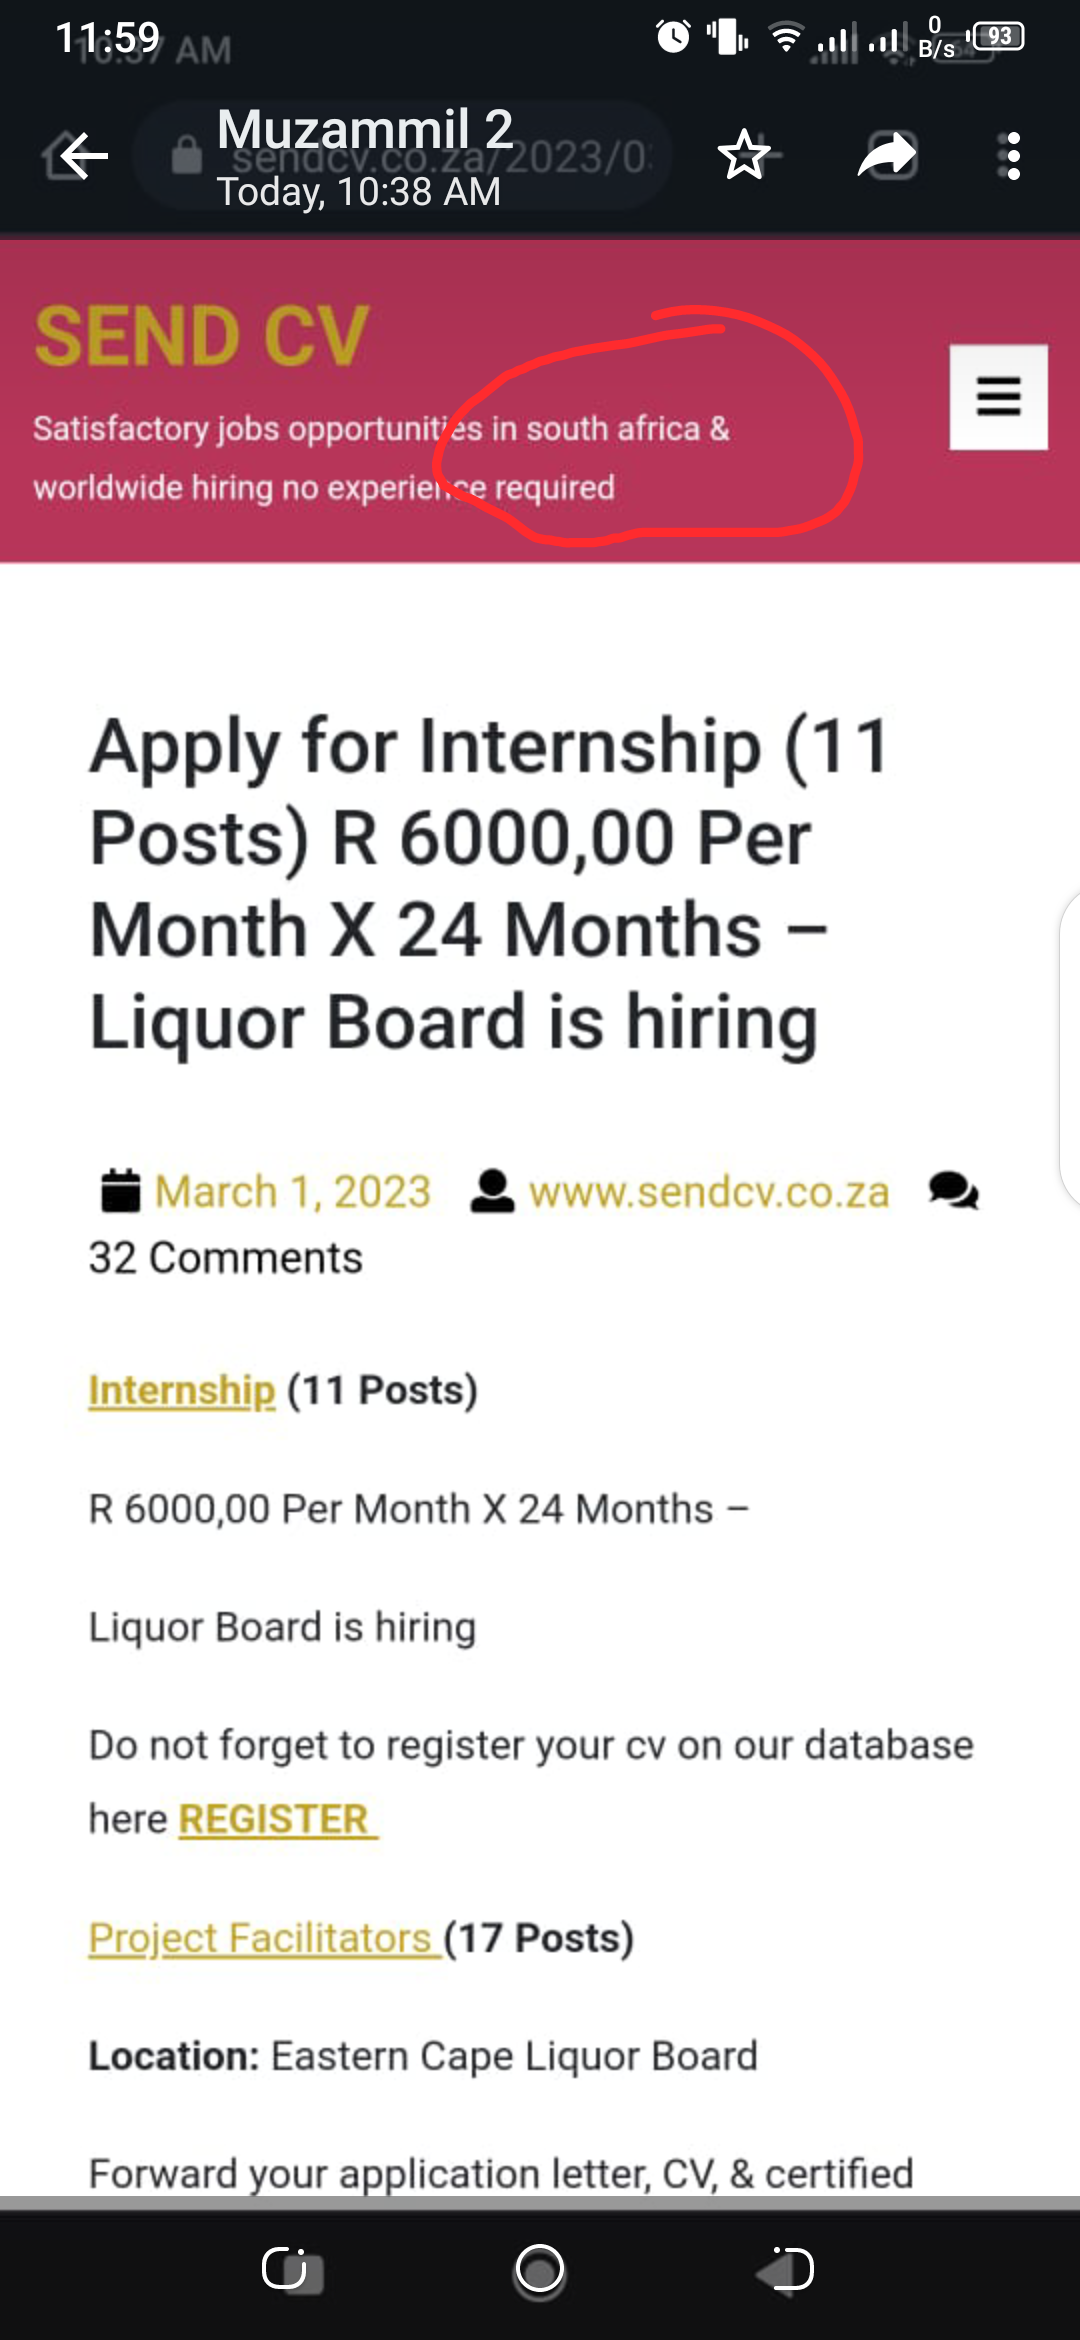 11:59
10:37 AM
0
B/s
93
Muzammil 2
sendcv.co.za/2023/0
Today, 10:38 AM
SEND CV
Satisfactory jobs opportunities in south africa &
worldwide hiring no experience required
Apply for Internship (11
Posts) R 6000,00 Per
Month X 24 Months –
Liquor Board is hiring
March 1, 2023 www.sendcv.co.za
32 Comments
Internship (11 Posts)
R 6000,00 Per Month X 24 Months –
Liquor Board is hiring
Do not forget to register your cv on our database
here REGISTER
Project Facilitators (17 Posts)
Location: Eastern Cape Liquor Board
Forward your application letter, CV, & certified